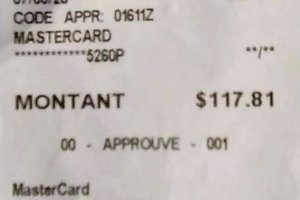 CODE APPR: 01611Z
MASTERCARD
************5260P **/**
MONTANT $117.81
00 - APPROUVE - 001
MasterCard